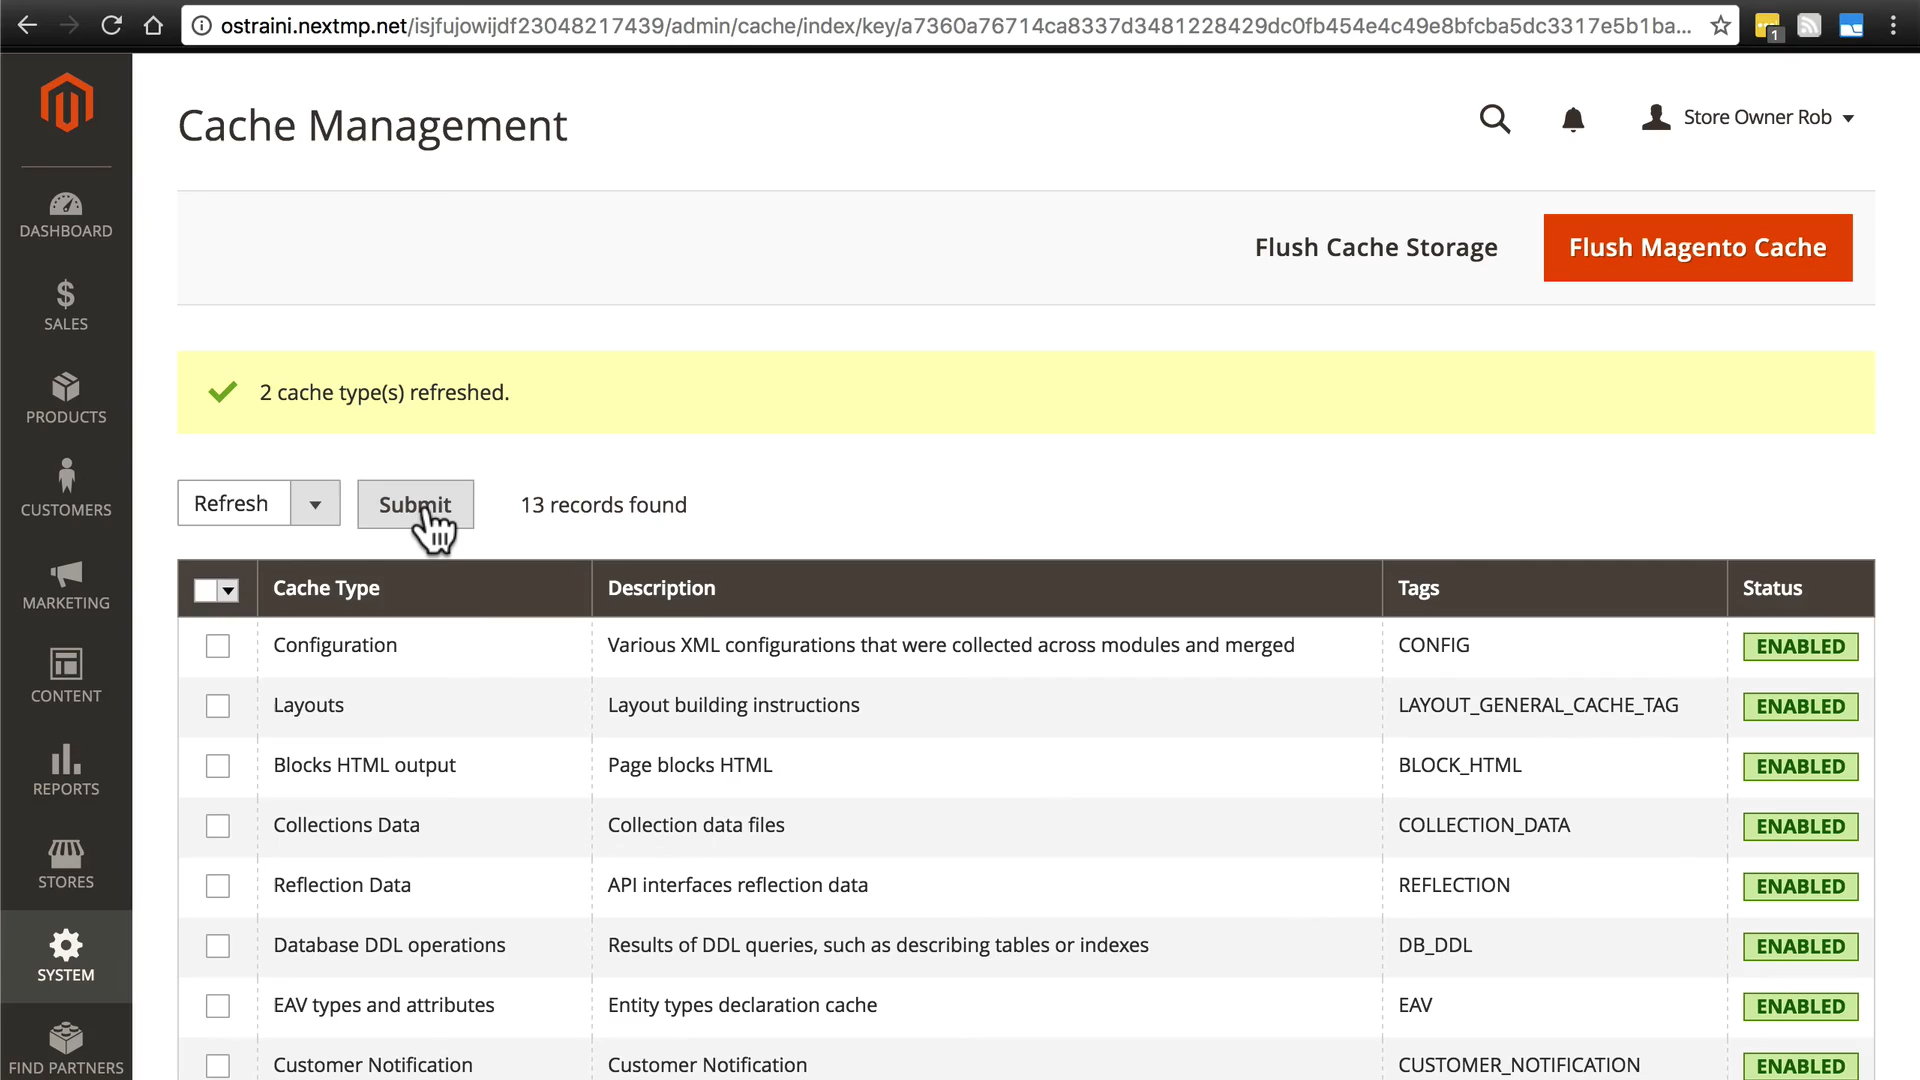 ostraini.nextmp.net/isjfujowijdf23048217439/admin/cache/index/key/a7360a76714ca8337d3481228429dc0fb454e4c49e8bfcba5dc3317e5b1ba...
1
Cache Management
Store Owner Rob
DASHBOARD
SALES
PRODUCTS
CUSTOMERS
MARKETING
CONTENT
REPORTS
STORES
SYSTEM
FIND PARTNERS
Flush Cache Storage
Flush Magento Cache
2 cache type(s) refreshed.
Refresh
Submit
13 records found
Cache Type Description Tags Status
Configuration Various XML configurations that were collected across modules and merged CONFIG ENABLED
Layouts Layout building instructions LAYOUT_GENERAL_CACHE_TAG ENABLED
Blocks HTML output Page blocks HTML BLOCK_HTML ENABLED
Collections Data Collection data files COLLECTION_DATA ENABLED
Reflection Data API interfaces reflection data REFLECTION ENABLED
Database DDL operations Results of DDL queries, such as describing tables or indexes DB_DDL ENABLED
EAV types and attributes Entity types declaration cache EAV ENABLED
Customer Notification Customer Notification CUSTOMER_NOTIFICATION ENABLED